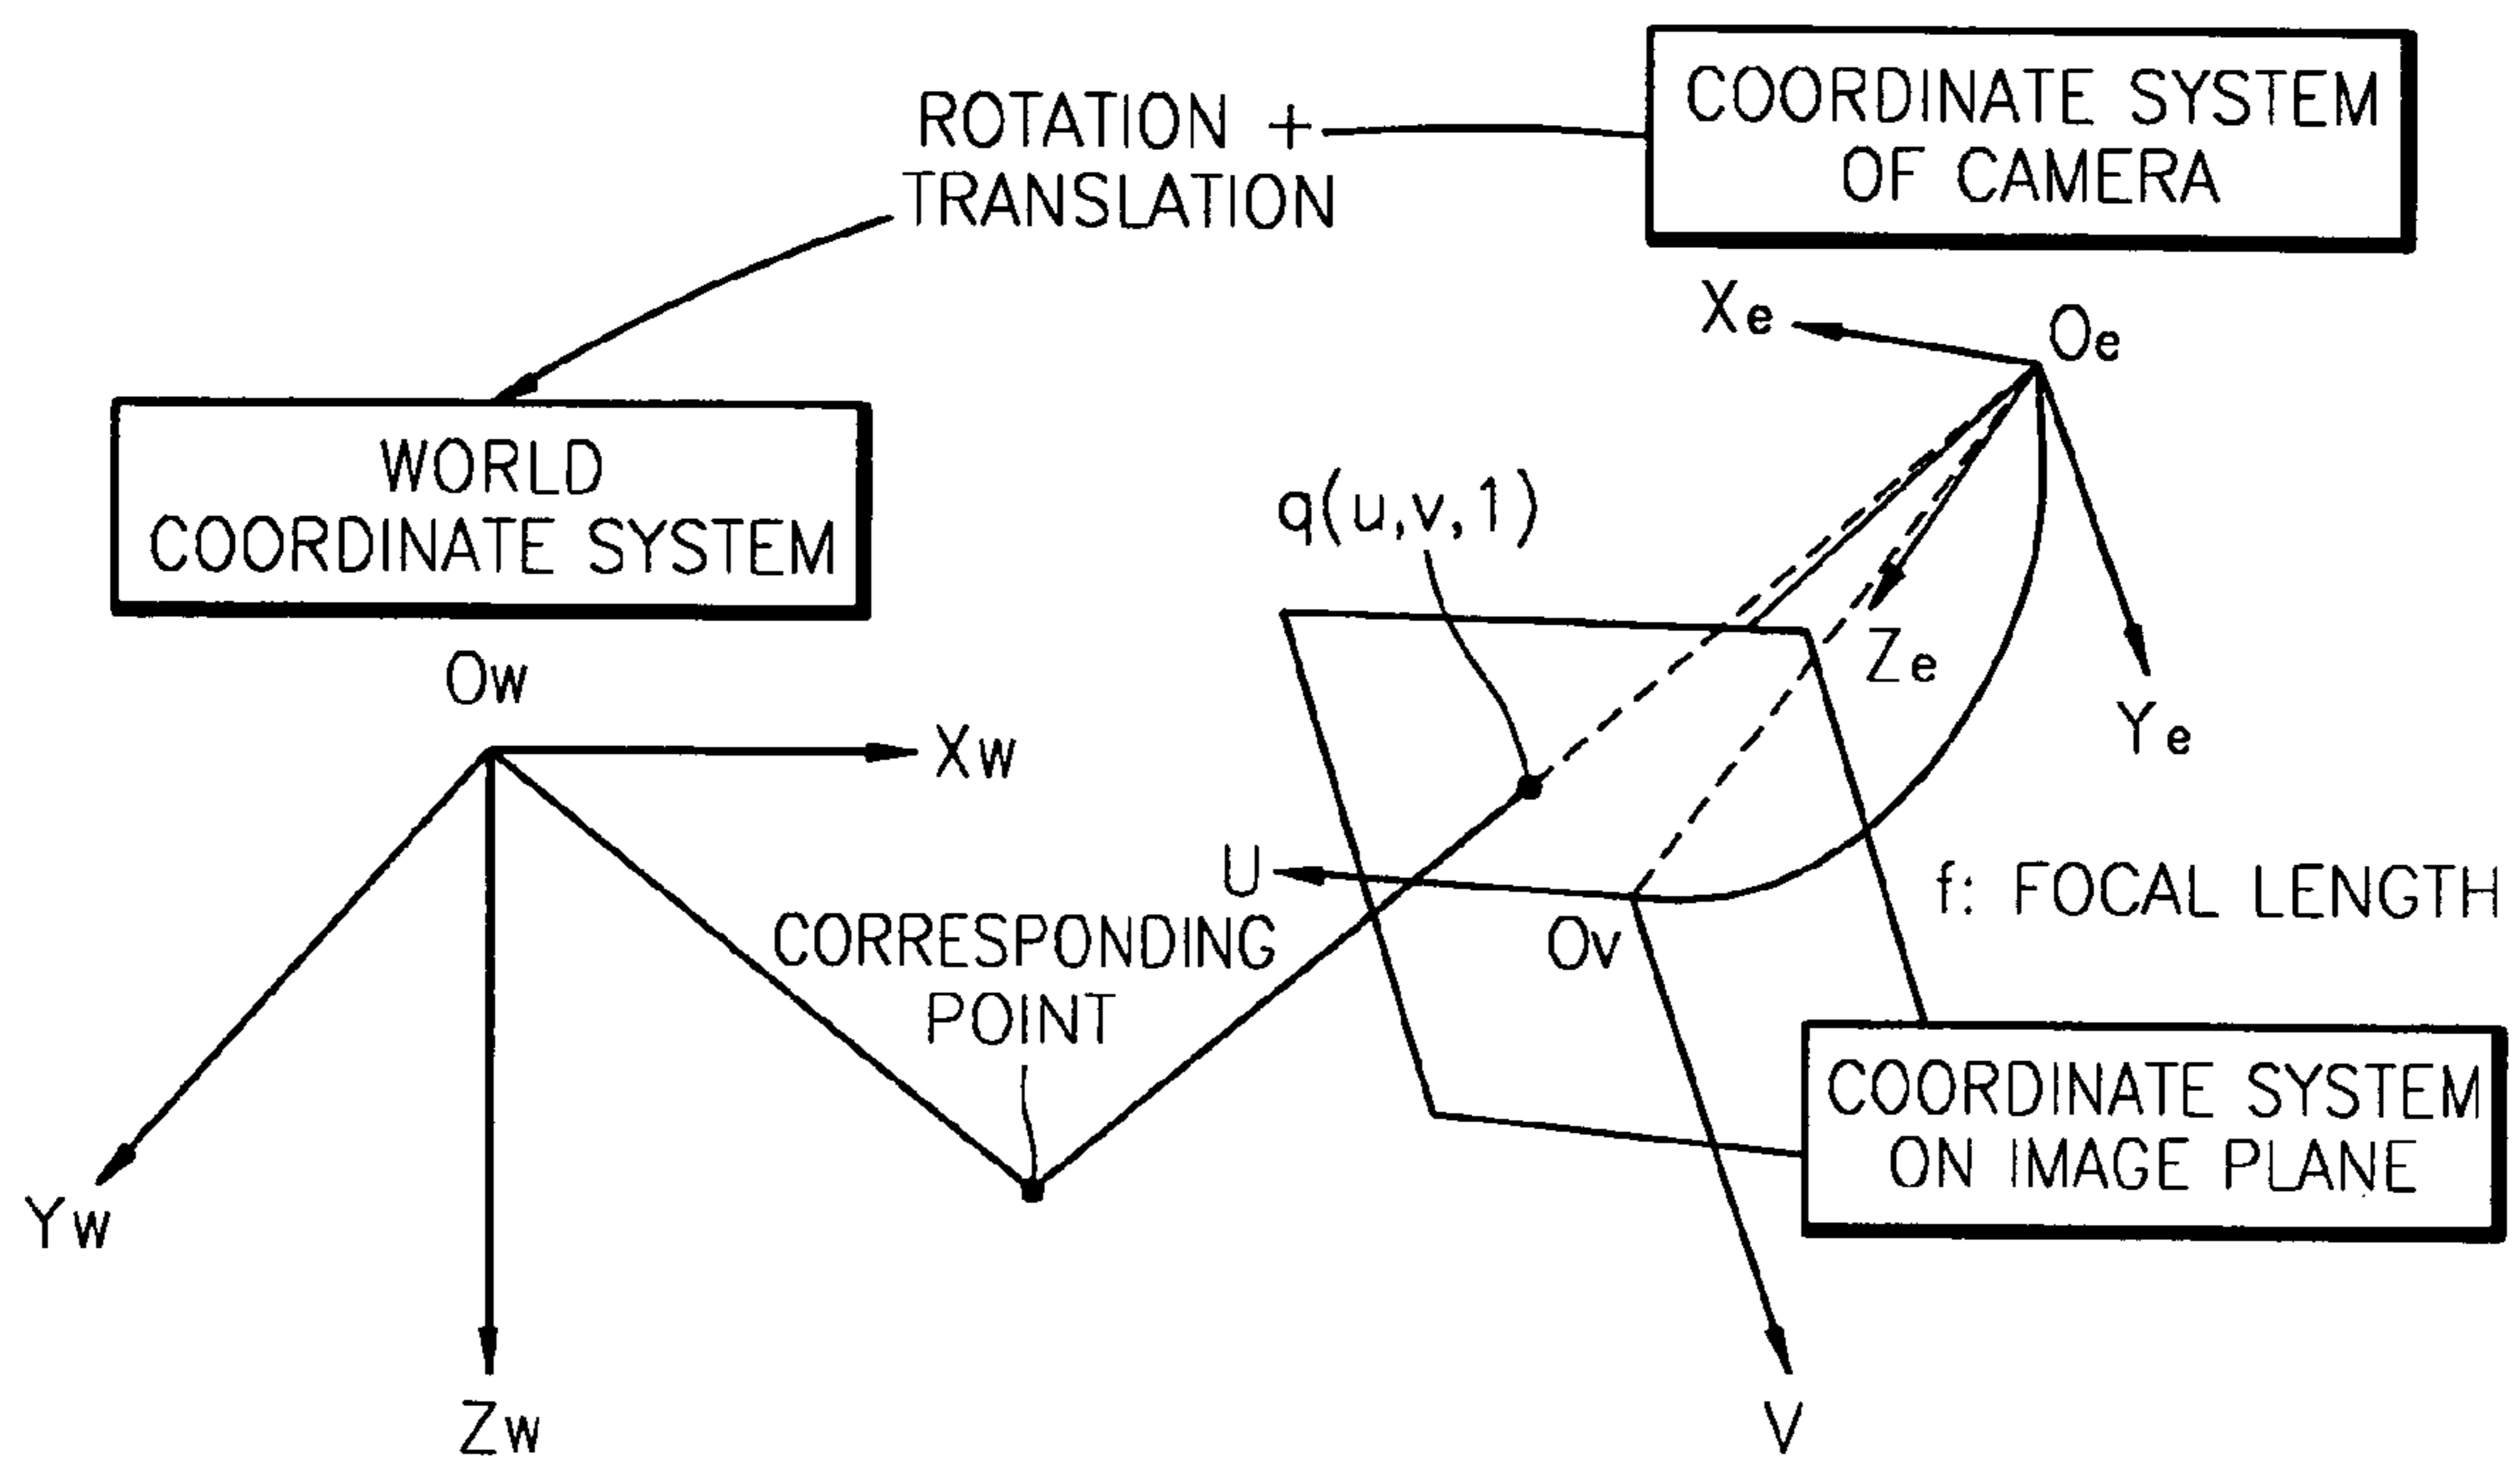 COORDINATE SYSTEM
OF CAMERA
ROTATION +
TRANSLATION
Xe
Oe
WORLD
COORDINATE SYSTEM
q(u,v,1)
Ow
Ze
Xw
Ye
U
f: FOCAL LENGTH
CORRESPONDING
POINT
Ov
COORDINATE SYSTEM
ON IMAGE PLANE
Yw
Zw
V